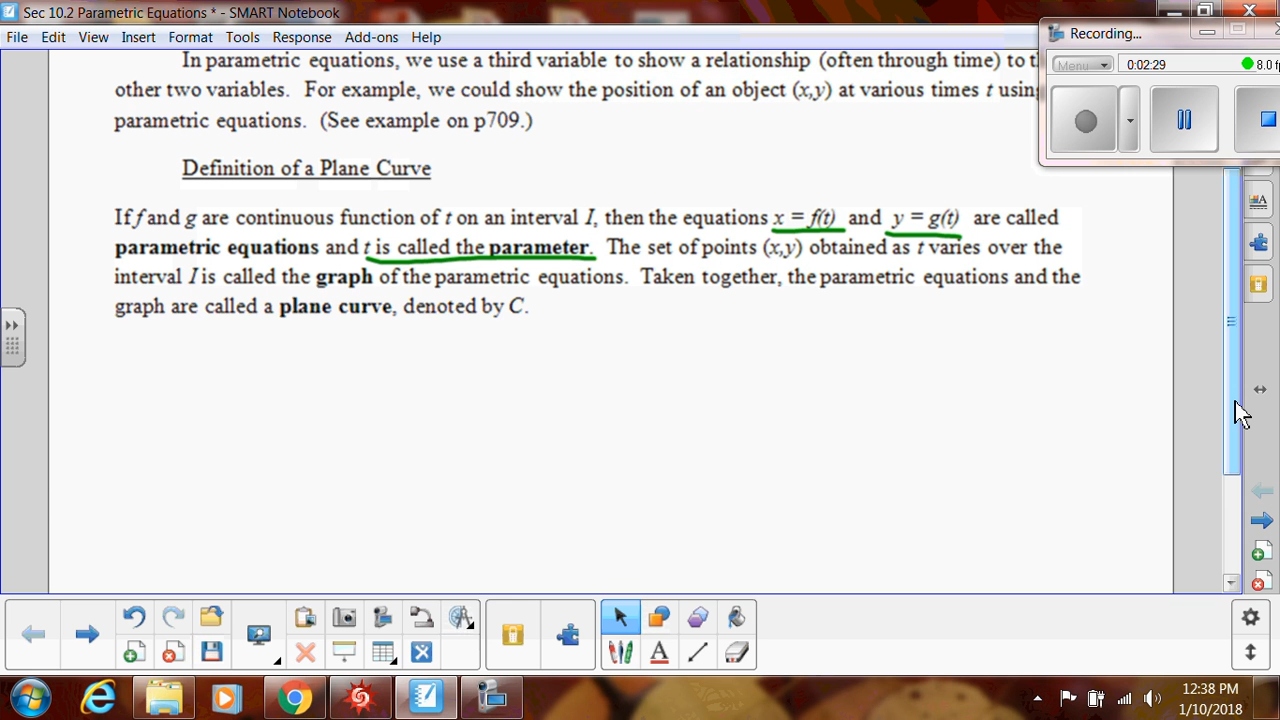 Sec 10.2 Parametric Equations * - SMART Notebook
File Edit View Insert Format Tools Response Add-ons Help
Recording...
Menu 0:02:29 8.0
In parametric equations, we use a third variable to show a relationship (often through time) to
other two variables. For example, we could show the position of an object (x,y) at various times t using
parametric equations. (See example on p709.)
Definition of a Plane Curve
If f and g are continuous function of t on an interval I, then the equations x = f(t) and y = g(t) are called
parametric equations and t is called the parameter. The set of points (x,y) obtained as t varies over the
interval I is called the graph of the parametric equations. Taken together, the parametric equations and the
graph are called a plane curve, denoted by C.
12:38 PM
1/10/2018